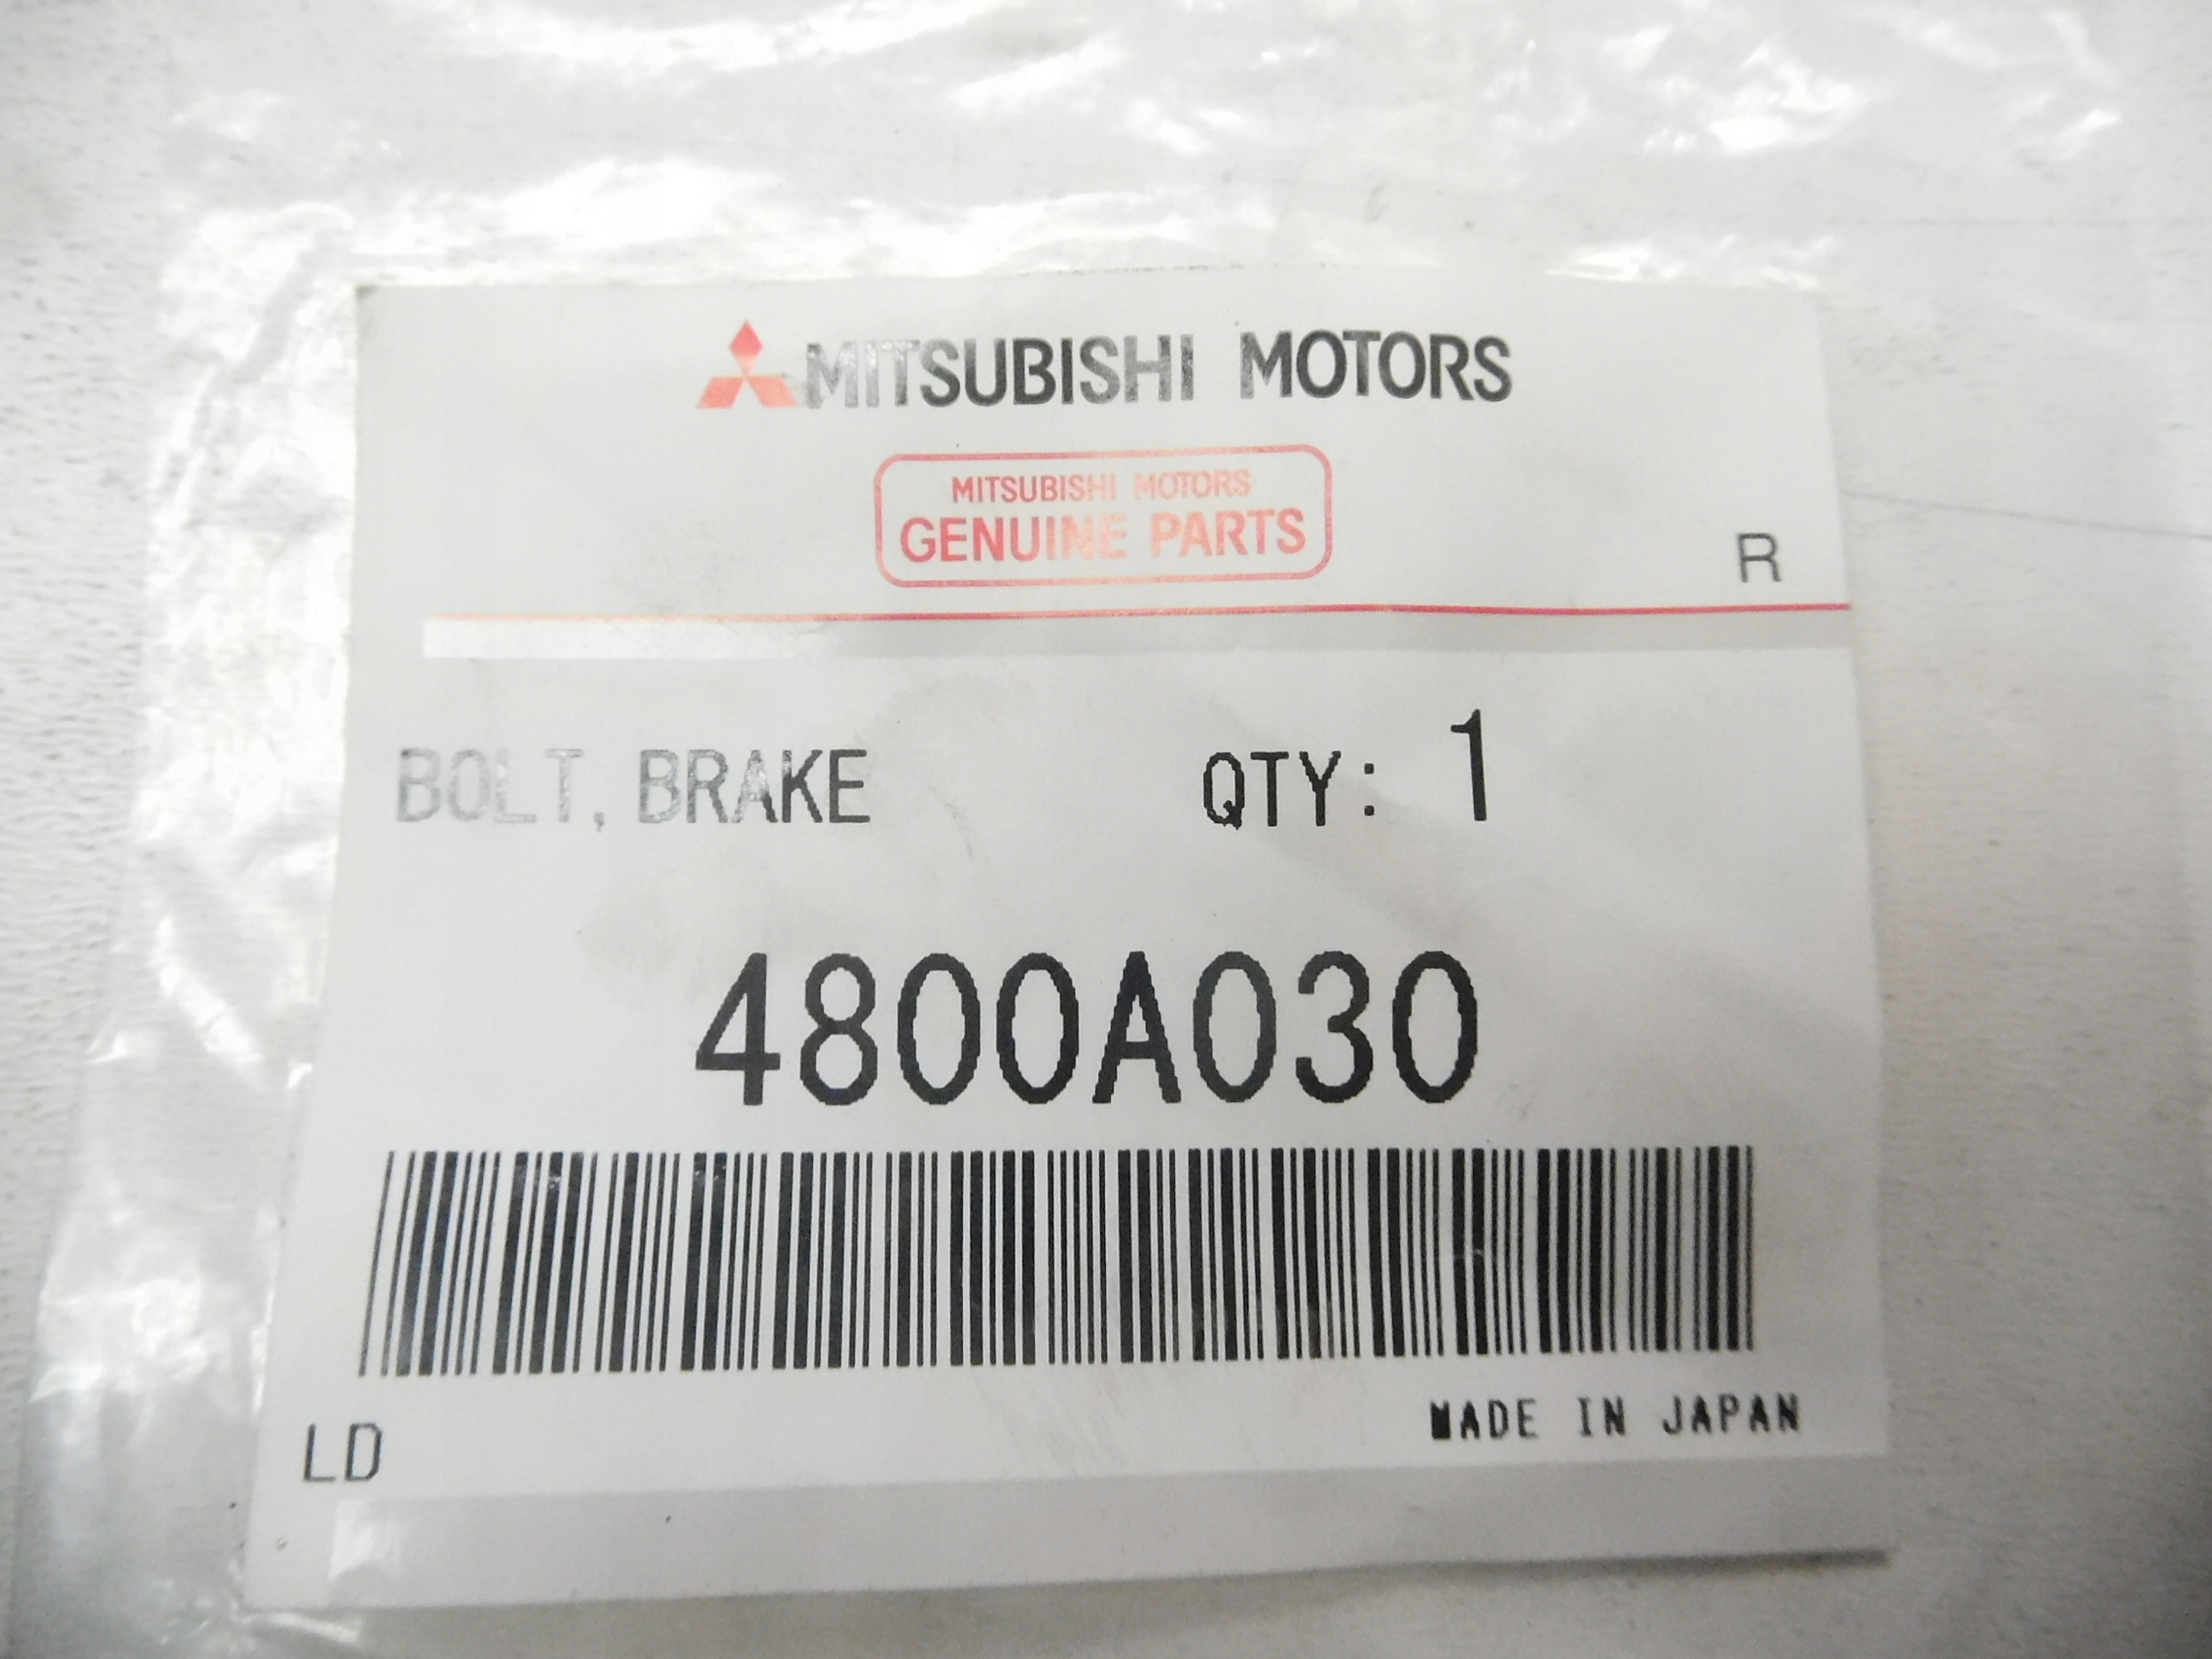 MITSUBISHI MOTORS
MITSUBISHI MOTORS
GENUINE PARTS
R
BOLT, BRAKE QTY: 1
4800A030
MADE IN JAPAN
LD